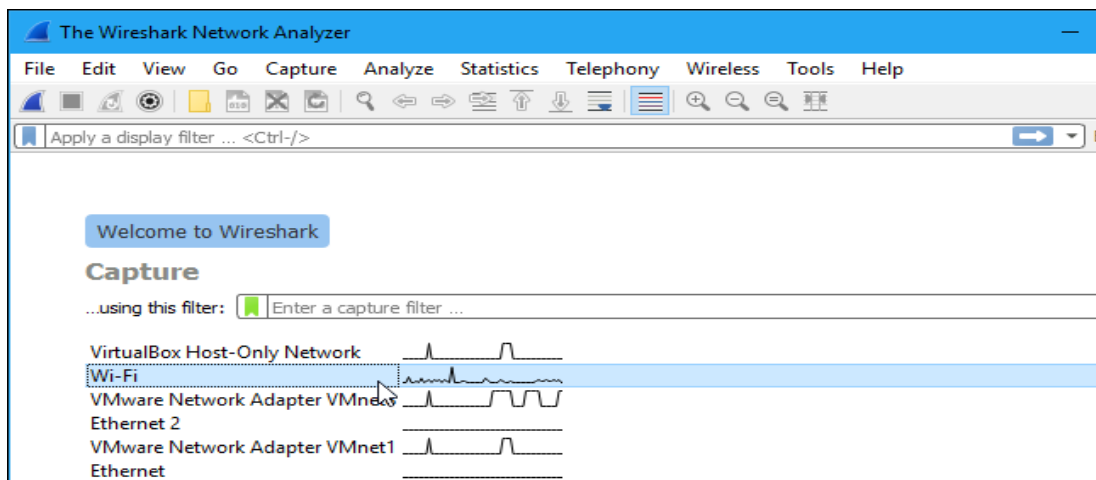 The Wireshark Network Analyzer
File Edit View Go Capture Analyze Statistics Telephony Wireless Tools Help
Apply a display filter ... <Ctrl-/>
Welcome to Wireshark
Capture
...using this filter: Enter a capture filter ...
VirtualBox Host-Only Network
Wi-Fi
VMware Network Adapter
Ethernet 2
VMware Network Adapter VMnet1
Ethernet